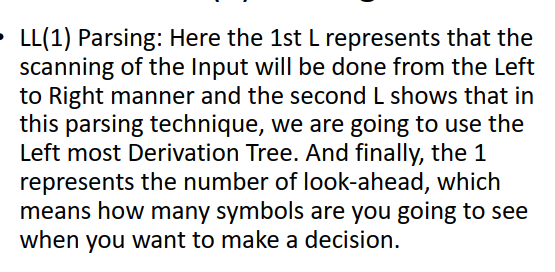 • LL(1) Parsing: Here the 1st L represents that the
scanning of the Input will be done from the Left
to Right manner and the second L shows that in
this parsing technique, we are going to use the
Left most Derivation Tree. And finally, the 1
represents the number of look-ahead, which
means how many symbols are you going to see
when you want to make a decision.